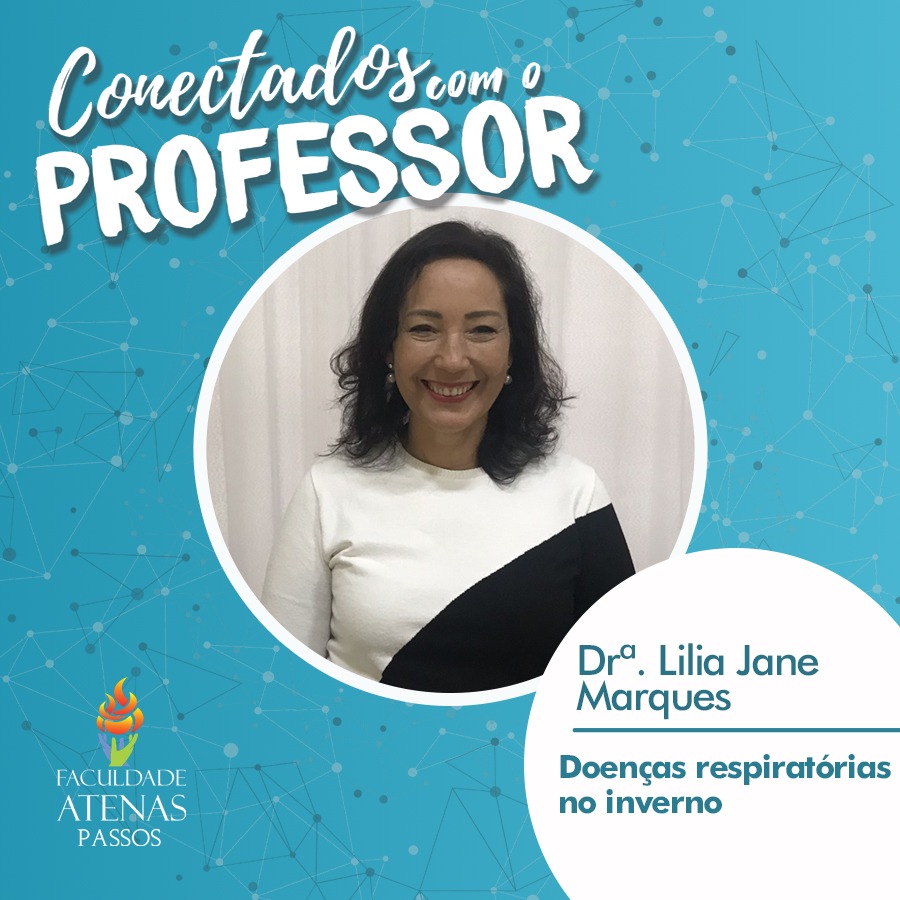 Conectados com o
PROFESSOR
Drª. Lilia Jane
Marques
Doenças respiratórias
no inverno
FACULDADE
ATENAS
PASSOS